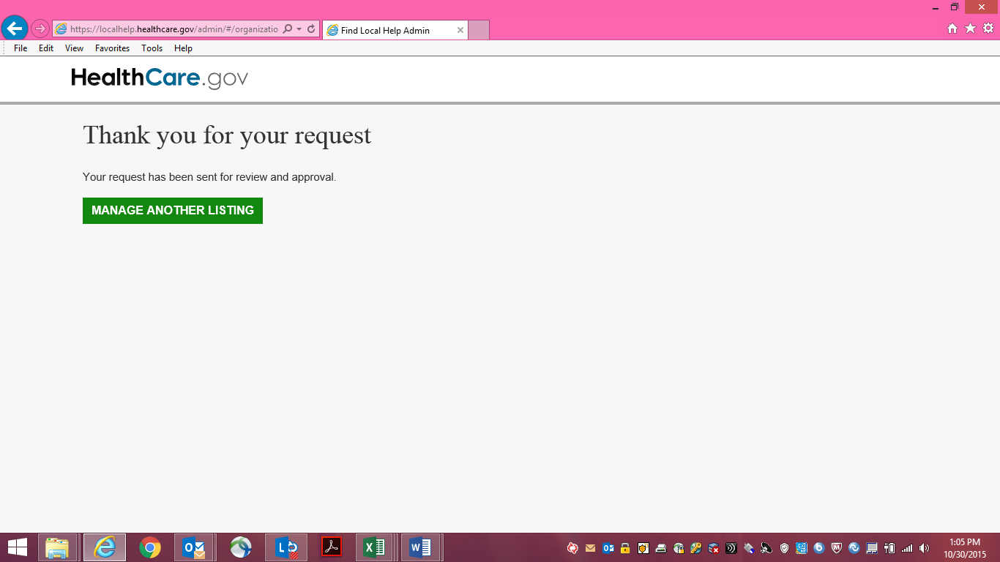 https://localhelp.healthcare.gov/admin/#/organizatio
Find Local Help Admin
File Edit View Favorites Tools Help
HealthCare.gov
Thank you for your request
Your request has been sent for review and approval.
MANAGE ANOTHER LISTING
1:05 PM
10/30/2015